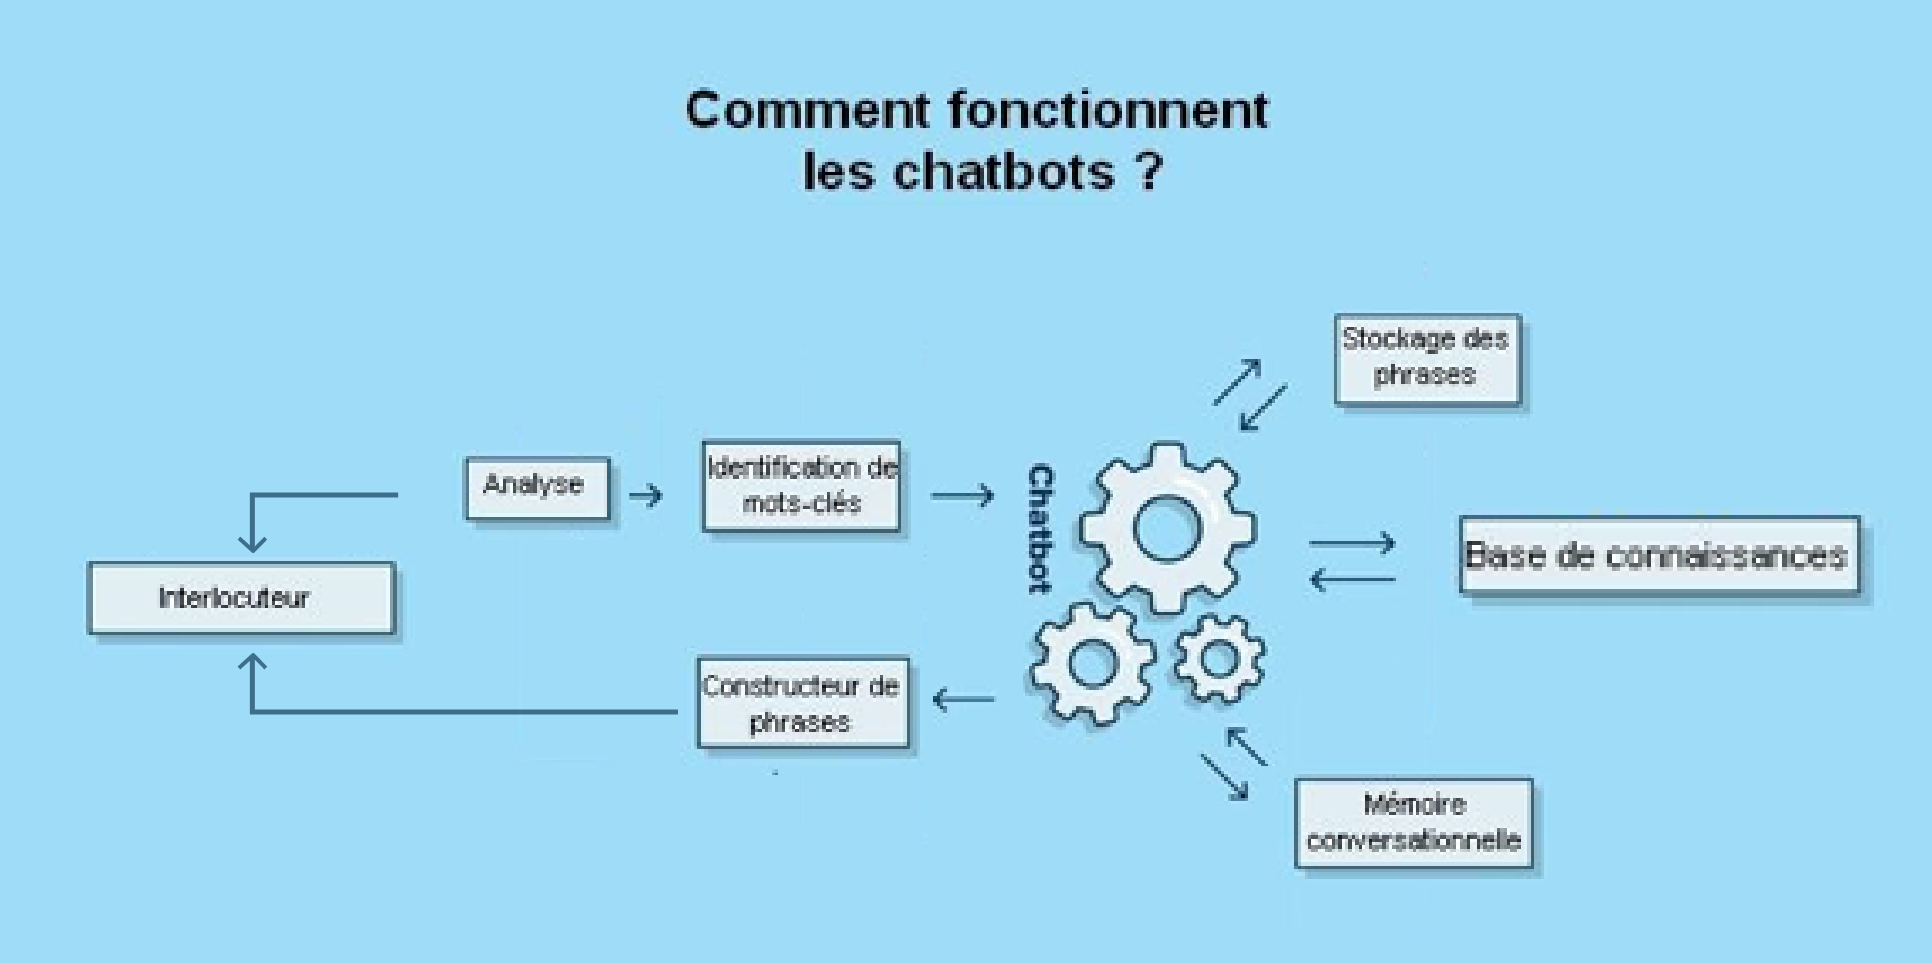 Comment fonctionnent
les chatbots ?
Stockage des
phrases
Analyse
Identification de
mots-clés
Chatbot
Base de connaissances
Interlocuteur
Constructeur de
phrases
Mémoire
conversationnelle